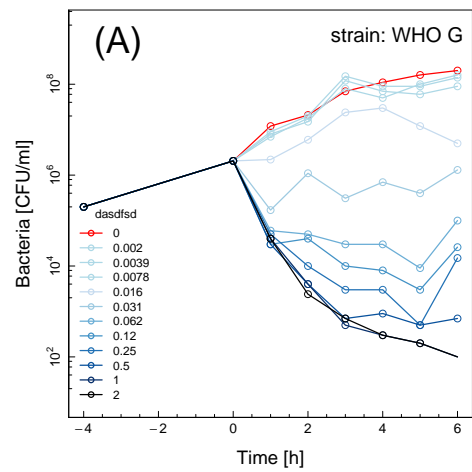 (A)
strain: WHO G
Bacteria [CFU/ml]
10^8
10^6
10^4
10^2
dasdfsd
0
0.002
0.0039
0.0078
0.016
0.031
0.062
0.12
0.25
0.5
1
2
−4 −2 0 2 4 6
Time [h]